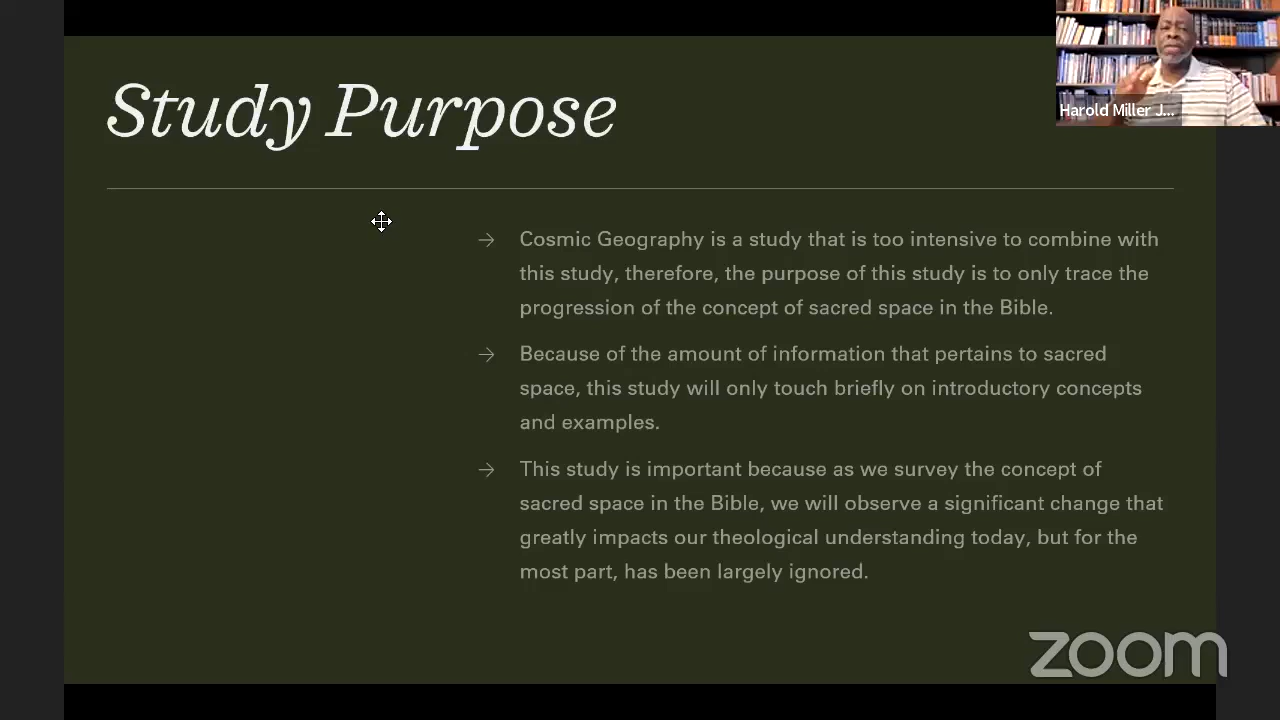 Study Purpose
Harold Miller J...
→ Cosmic Geography is a study that is too intensive to combine with
this study, therefore, the purpose of this study is to only trace the
progression of the concept of sacred space in the Bible.
→ Because of the amount of information that pertains to sacred
space, this study will only touch briefly on introductory concepts
and examples.
→ This study is important because as we survey the concept of
sacred space in the Bible, we will observe a significant change that
greatly impacts our theological understanding today, but for the
most part, has been largely ignored.
zoom